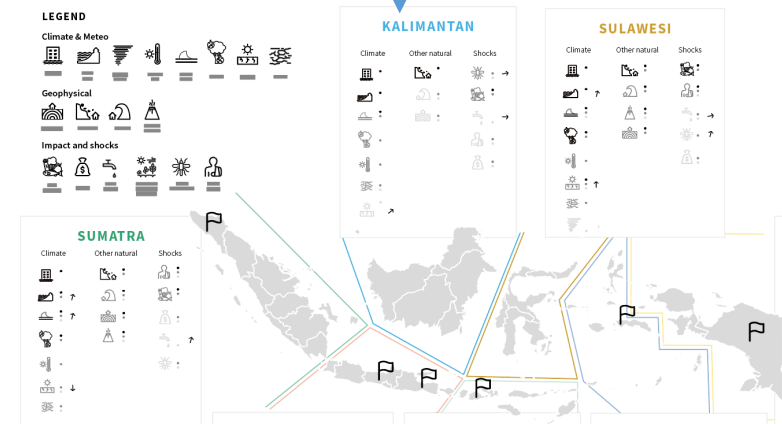 LEGEND
Climate & Meteo
Geophysical
Impact and shocks
KALIMANTAN
Climate Other natural Shocks
SULAWESI
Climate Other natural Shocks
SUMATRA
Climate Other natural Shocks